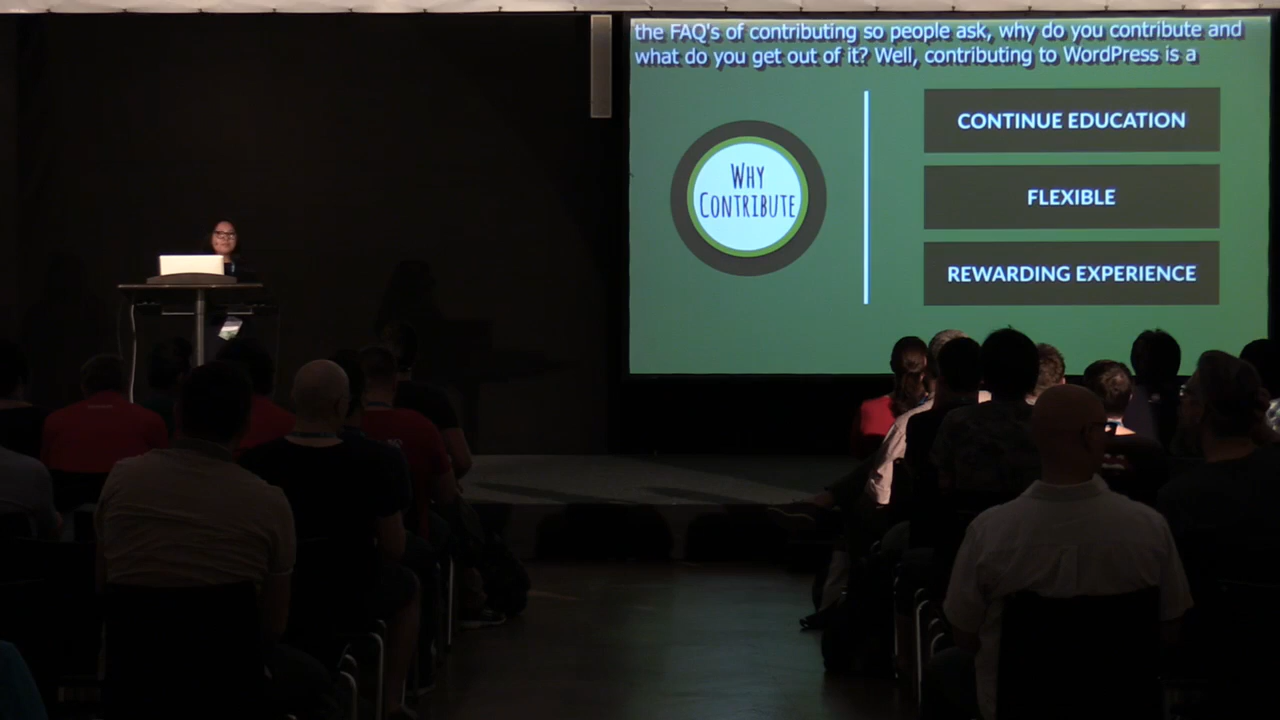 the FAQ's of contributing so people ask, why do you contribute and
what do you get out of it? Well, contributing to WordPress is a
WHY
CONTRIBUTE
CONTINUE EDUCATION
FLEXIBLE
REWARDING EXPERIENCE